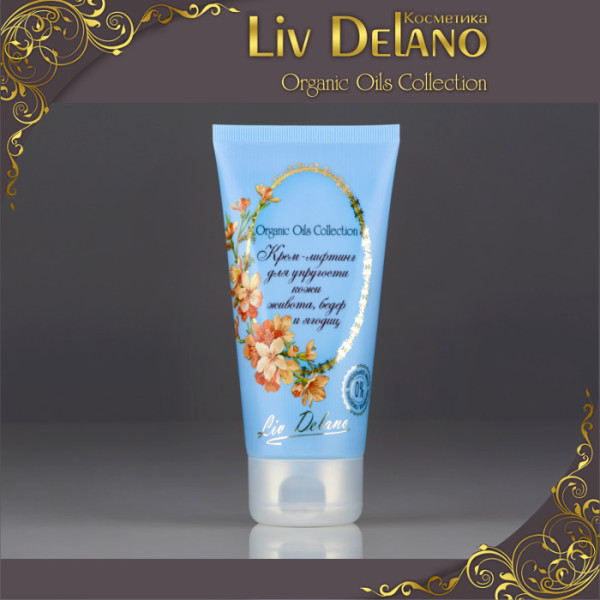 Косметика
Liv Delano
Organic Oils Collection
Organic Oils Collection
Крем-лифтинг
для упругости
кожи
живота, бедер
и ягодиц
0%
Liv Delano